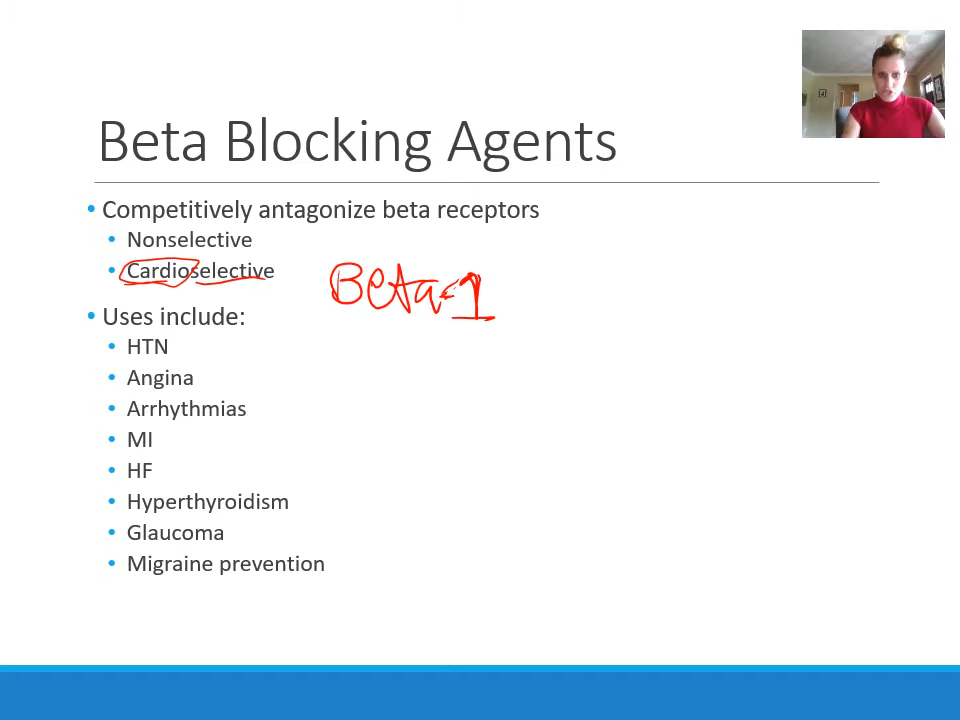 Beta Blocking Agents
• Competitively antagonize beta receptors
• Nonselective
• Cardioselective
Beta-1
• Uses include:
• HTN
• Angina
• Arrhythmias
• MI
• HF
• Hyperthyroidism
• Glaucoma
• Migraine prevention